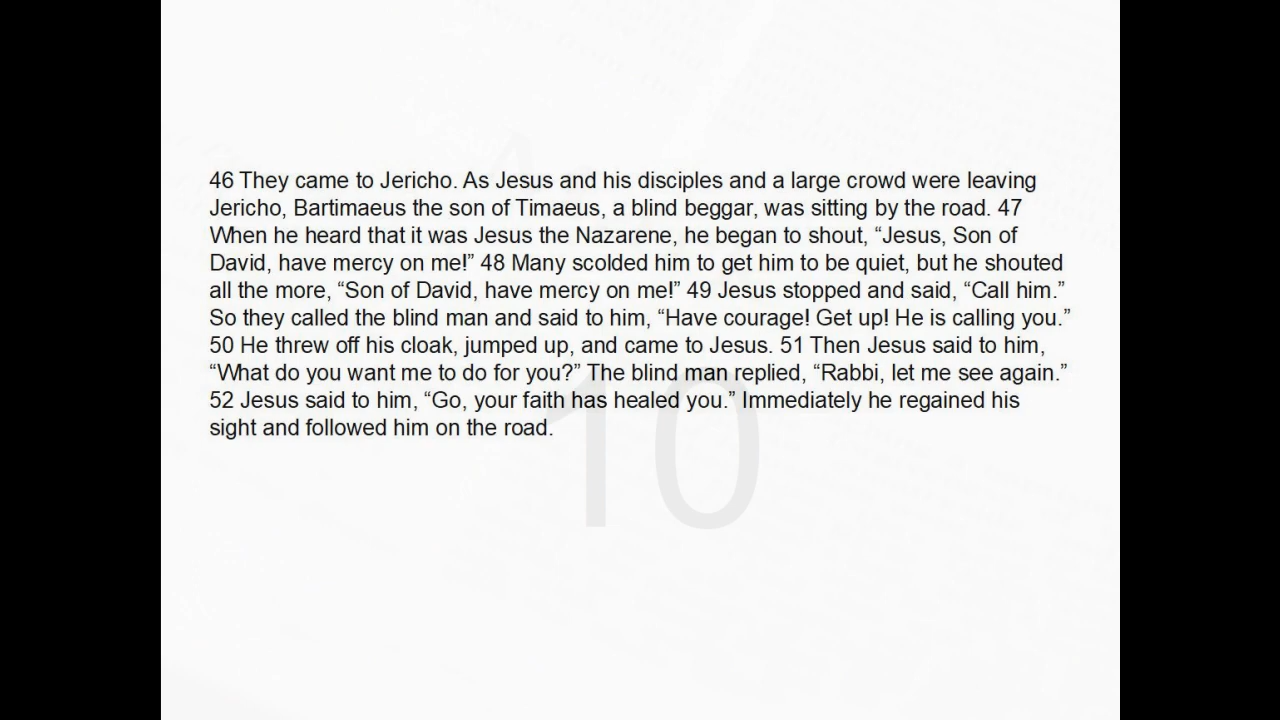 46 They came to Jericho. As Jesus and his disciples and a large crowd were leaving
Jericho, Bartimaeus the son of Timaeus, a blind beggar, was sitting by the road. 47
When he heard that it was Jesus the Nazarene, he began to shout, “Jesus, Son of
David, have mercy on me!” 48 Many scolded him to get him to be quiet, but he shouted
all the more, “Son of David, have mercy on me!” 49 Jesus stopped and said, “Call him.”
So they called the blind man and said to him, “Have courage! Get up! He is calling you.”
50 He threw off his cloak, jumped up, and came to Jesus. 51 Then Jesus said to him,
“What do you want me to do for you?” The blind man replied, “Rabbi, let me see again.”
52 Jesus said to him, “Go, your faith has healed you.” Immediately he regained his
sight and followed him on the road.
10